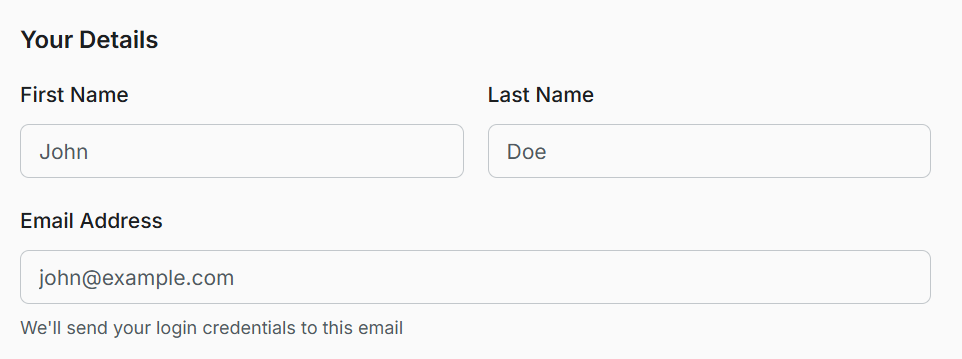 Your Details
First Name Last Name
John Doe
Email Address
john@example.com
We'll send your login credentials to this email